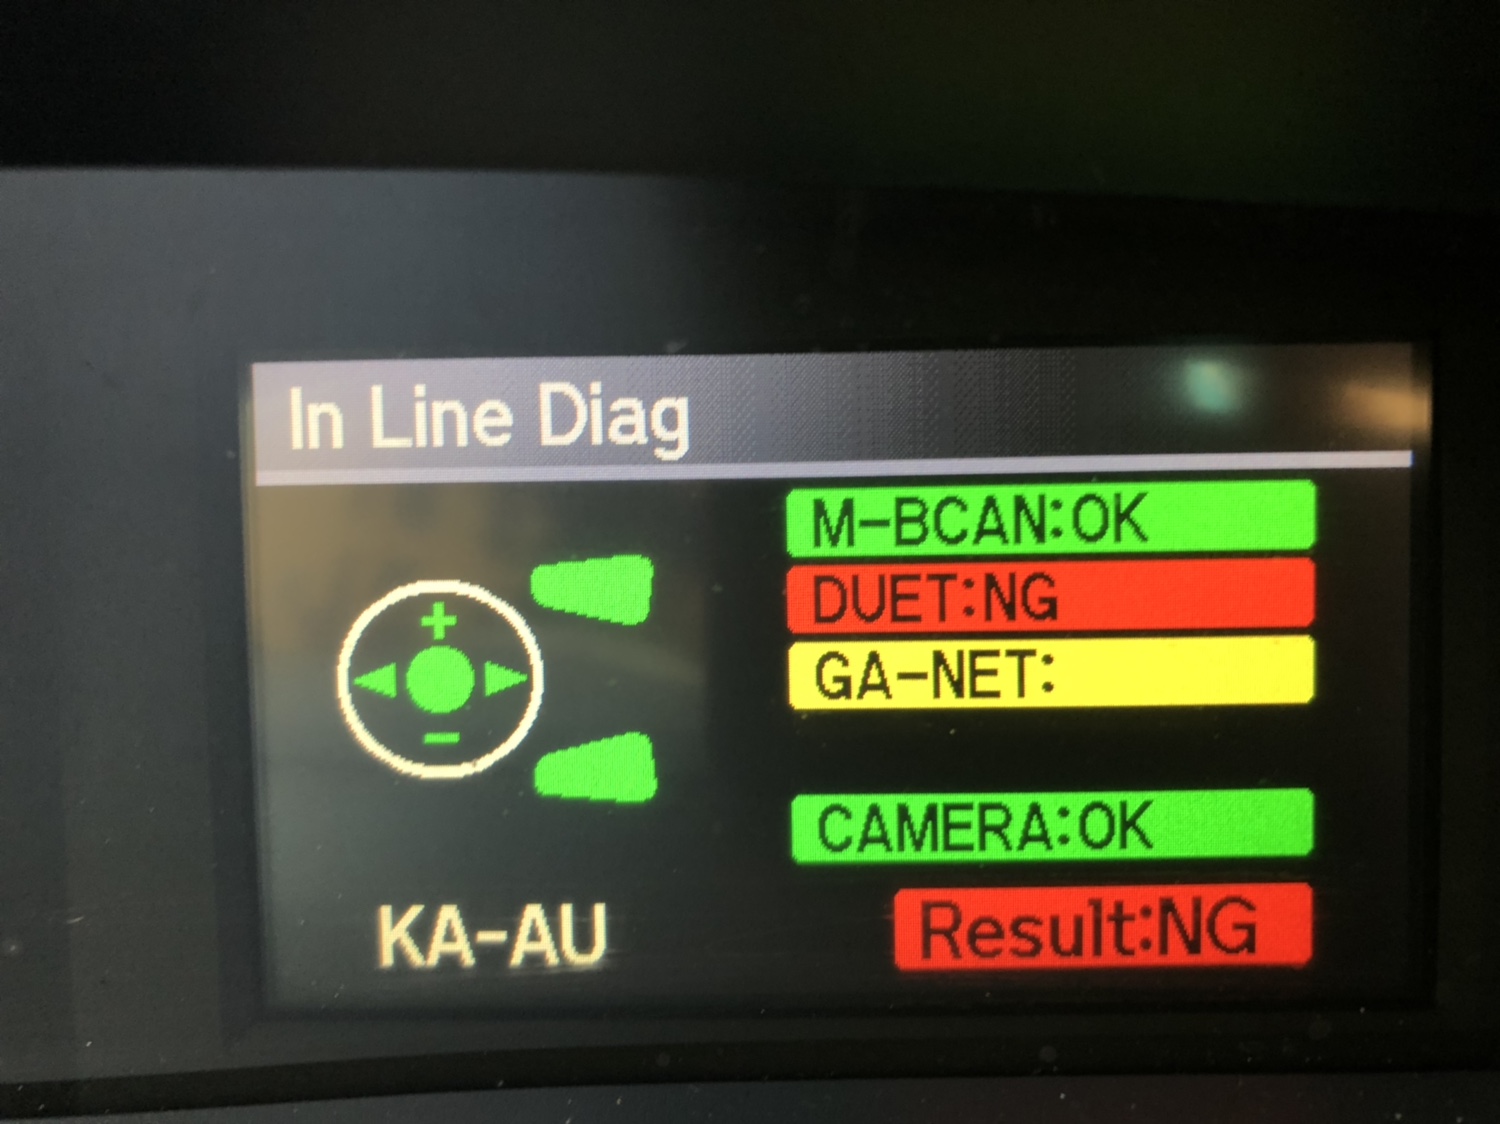 In Line Diag
M-BCAN:OK
DUET:NG
GA-NET:
+
-
CAMERA:OK
KA-AU
Result:NG